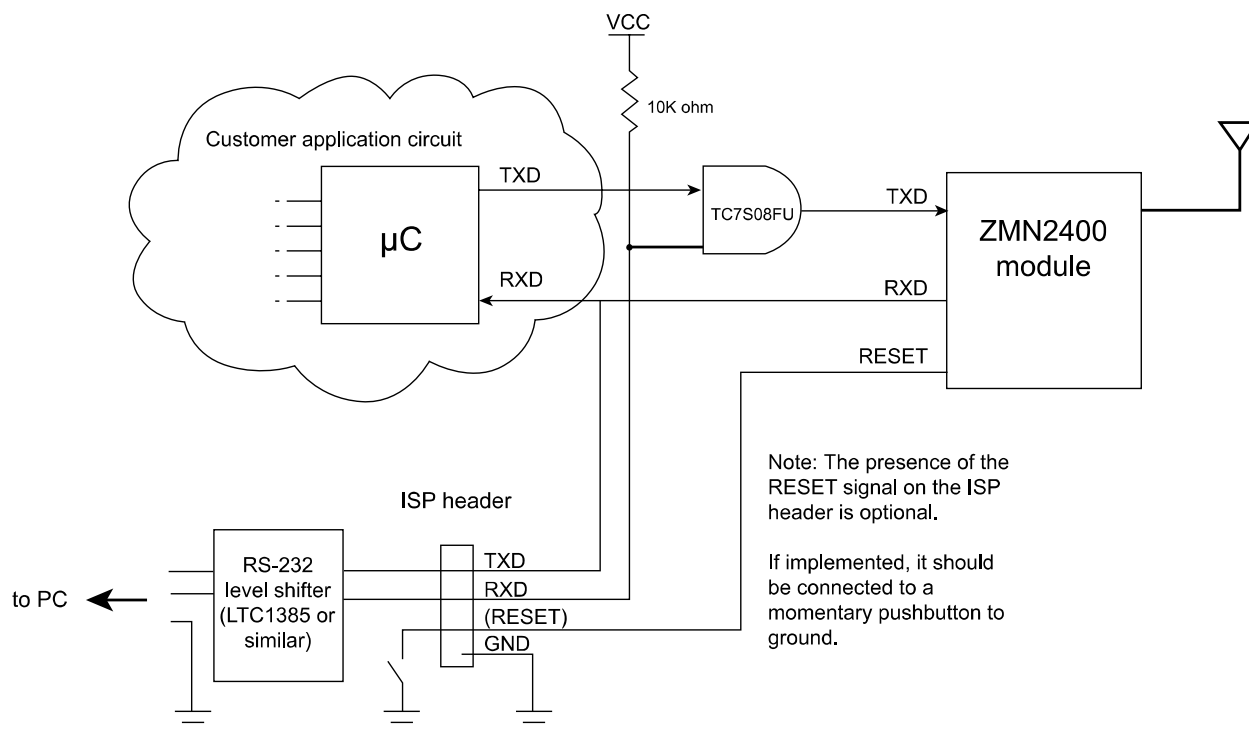 VCC
10K ohm
Customer application circuit
TXD
TC7S08FU
TXD
µC
ZMN2400
module
RXD
RXD
RESET
Note: The presence of the
RESET signal on the ISP
header is optional.
If implemented, it should
be connected to a
momentary pushbutton to
ground.
ISP header
RS-232
level shifter
(LTC1385 or
similar)
to PC
TXD
RXD
(RESET)
GND